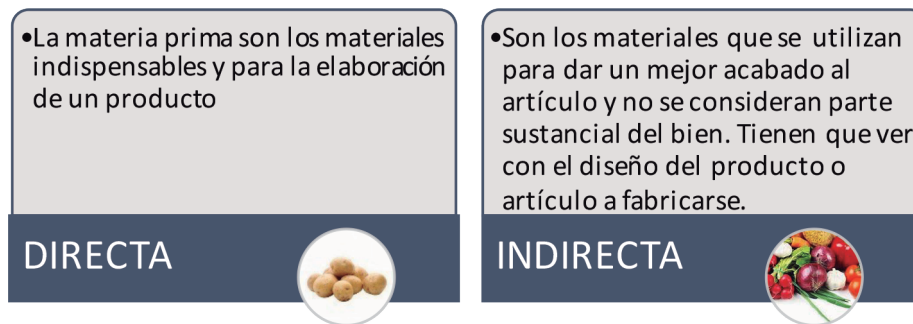 •La materia prima son los materiales
indispensables y para la elaboración
de un producto
DIRECTA
•Son los materiales que se utilizan
para dar un mejor acabado al
artículo y no se consideran parte
sustancial del bien. Tienen que ver
con el diseño del producto o
artículo a fabricarse.
INDIRECTA